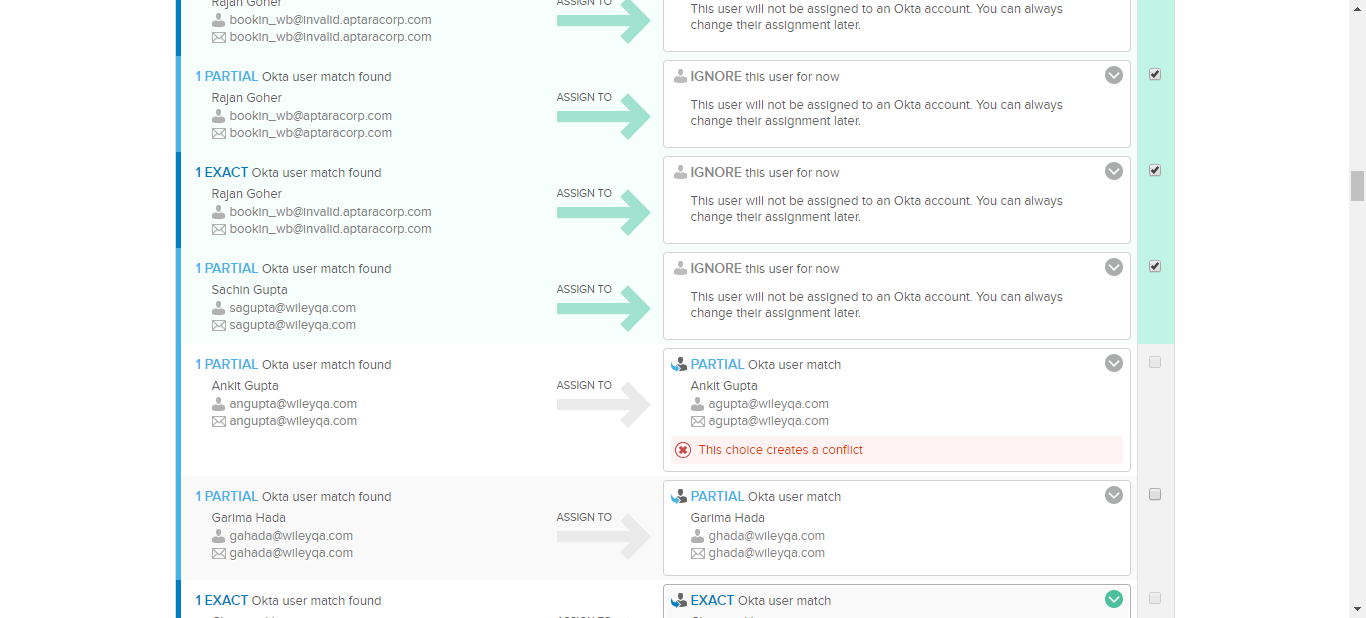 Rajan Goher
bookin_wb@invalid.aptaracorp.com
bookin_wb@invalid.aptaracorp.com
ASSIGN TO
This user will not be assigned to an Okta account. You can always
change their assignment later.
1 PARTIAL Okta user match found
Rajan Goher
bookin_wb@aptaracorp.com
bookin_wb@aptaracorp.com
ASSIGN TO
IGNORE this user for now
This user will not be assigned to an Okta account. You can always
change their assignment later.
1 EXACT Okta user match found
Rajan Goher
bookin_wb@invalid.aptaracorp.com
bookin_wb@invalid.aptaracorp.com
ASSIGN TO
IGNORE this user for now
This user will not be assigned to an Okta account. You can always
change their assignment later.
1 PARTIAL Okta user match found
Sachin Gupta
sagupta@wileyqa.com
sagupta@wileyqa.com
ASSIGN TO
IGNORE this user for now
This user will not be assigned to an Okta account. You can always
change their assignment later.
1 PARTIAL Okta user match found
Ankit Gupta
angupta@wileyqa.com
angupta@wileyqa.com
ASSIGN TO
PARTIAL Okta user match
Ankit Gupta
agupta@wileyqa.com
agupta@wileyqa.com
This choice creates a conflict
1 PARTIAL Okta user match found
Garima Hada
gahada@wileyqa.com
gahada@wileyqa.com
ASSIGN TO
PARTIAL Okta user match
Garima Hada
ghada@wileyqa.com
ghada@wileyqa.com
1 EXACT Okta user match found
EXACT Okta user match